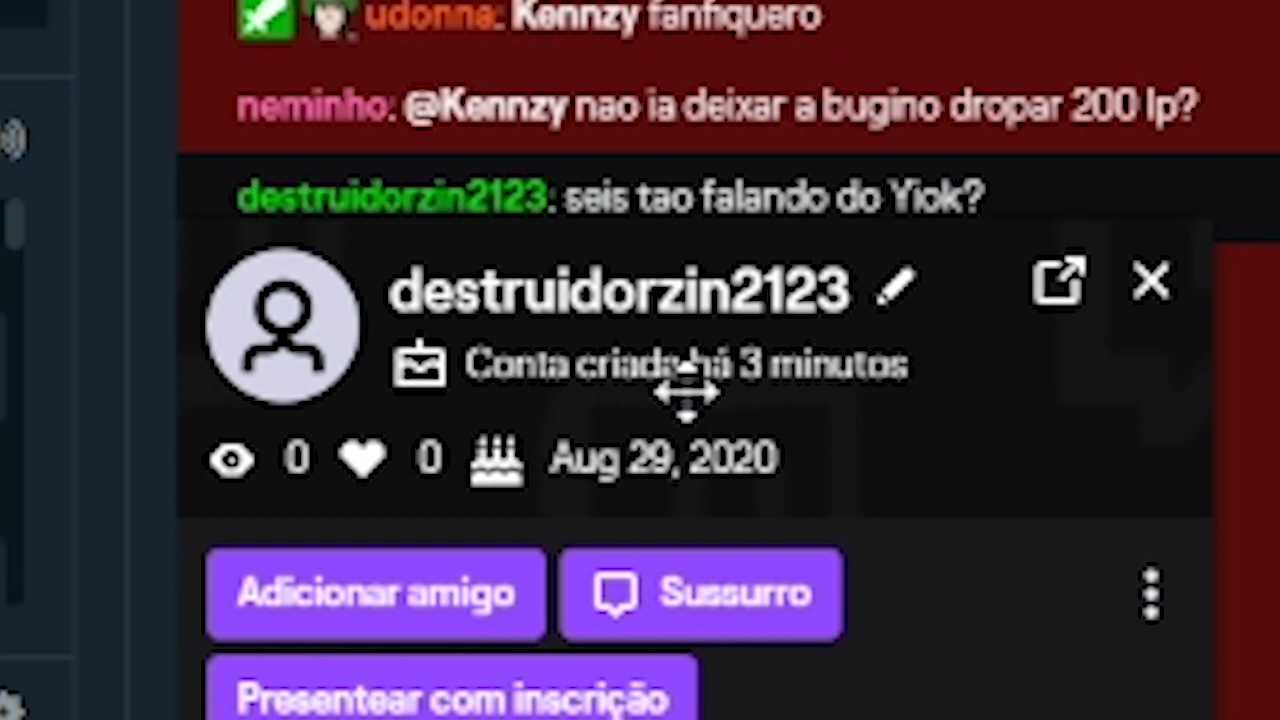 udonna: Kennzy fanfiquero
neminho: @Kennzy nao ia deixar a bugino dropar 200 lp?
destruidorzin2123: seis tao falando do Yiok?
destruidorzin2123
Conta criada há 3 minutos
0 0 Aug 29, 2020
Adicionar amigo Sussurro
Presentear com inscrição